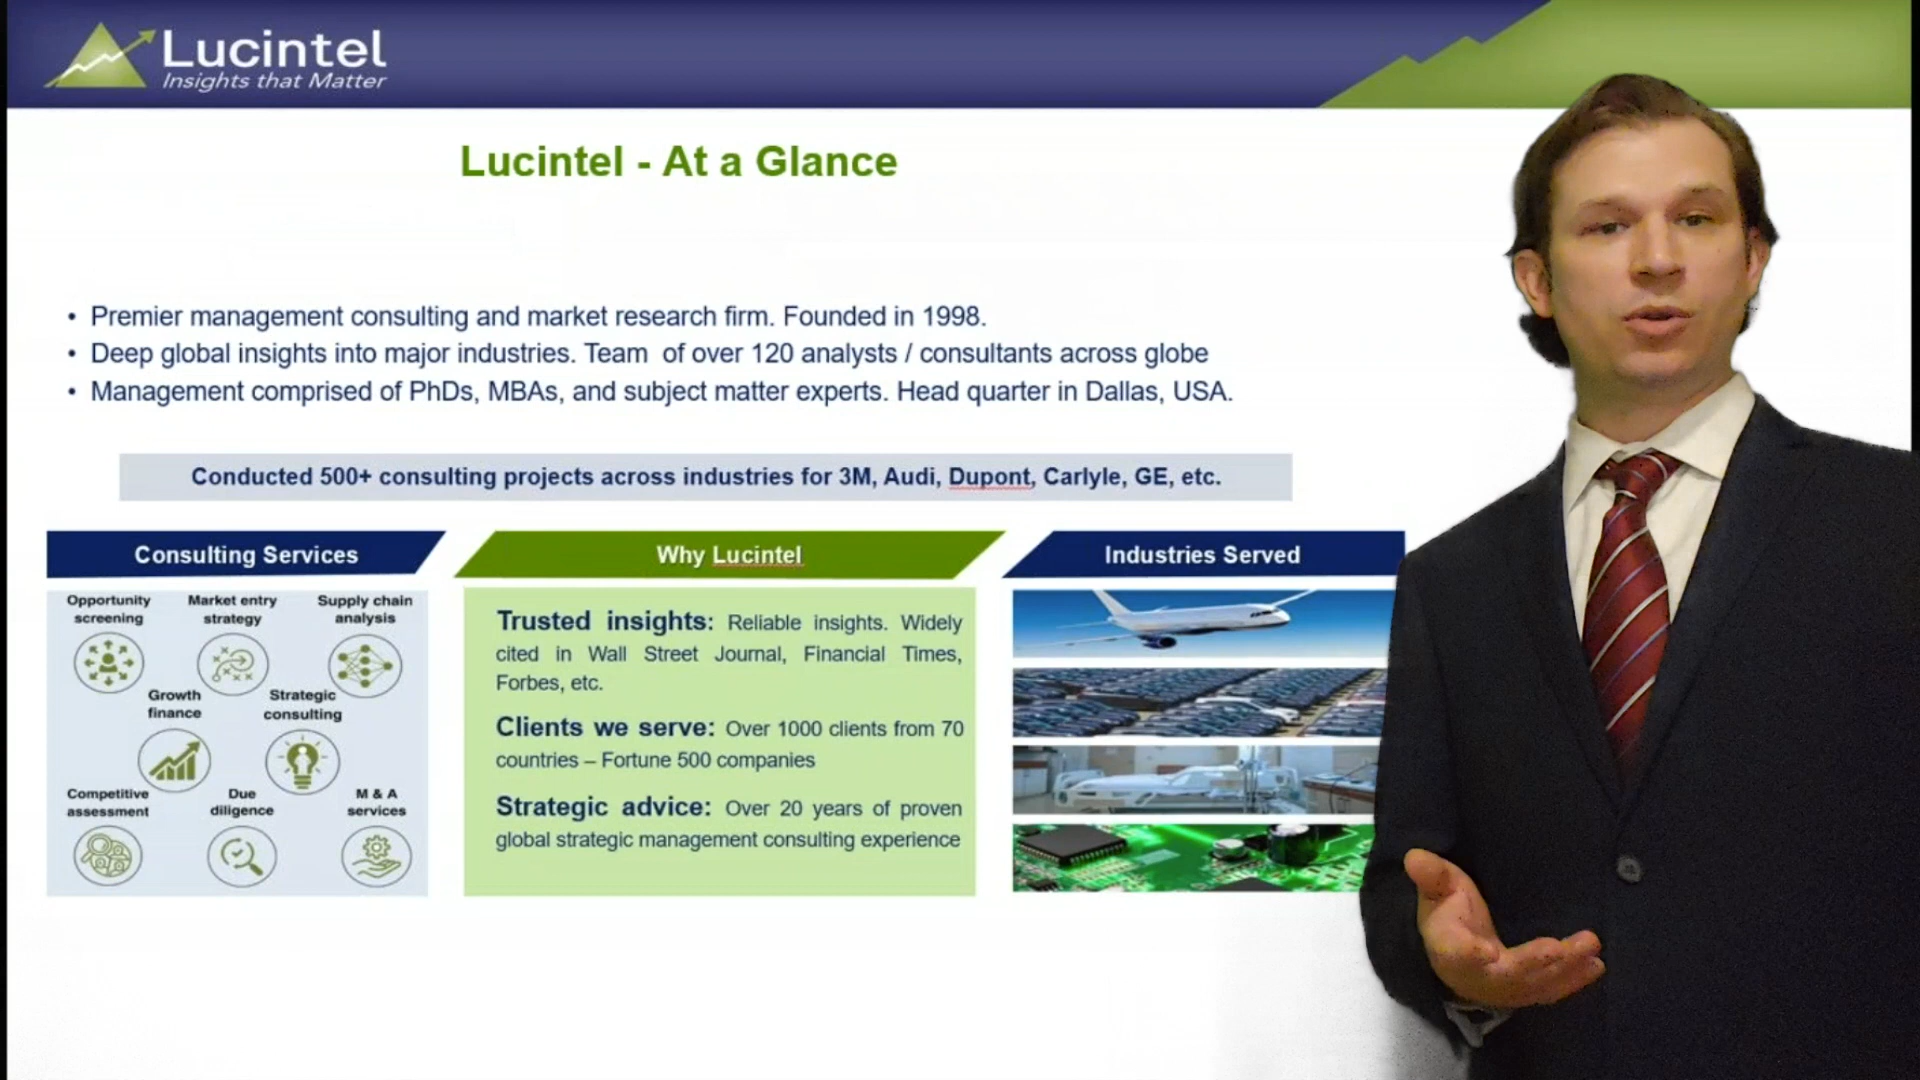 Lucintel
Insights that Matter
Lucintel - At a Glance
• Premier management consulting and market research firm. Founded in 1998.
• Deep global insights into major industries. Team of over 120 analysts / consultants across globe
• Management comprised of PhDs, MBAs, and subject matter experts. Head quarter in Dallas, USA.
Conducted 500+ consulting projects across industries for 3M, Audi, Dupont, Carlyle, GE, etc.
Consulting Services
Opportunity
screening
Market entry
strategy
Supply chain
analysis
Growth
finance
Strategic
consulting
Competitive
assessment
Due
diligence
M & A
services
Why Lucintel
Trusted insights: Reliable insights. Widely
cited in Wall Street Journal, Financial Times,
Forbes, etc.
Clients we serve: Over 1000 clients from 70
countries – Fortune 500 companies
Strategic advice: Over 20 years of proven
global strategic management consulting experience
Industries Served